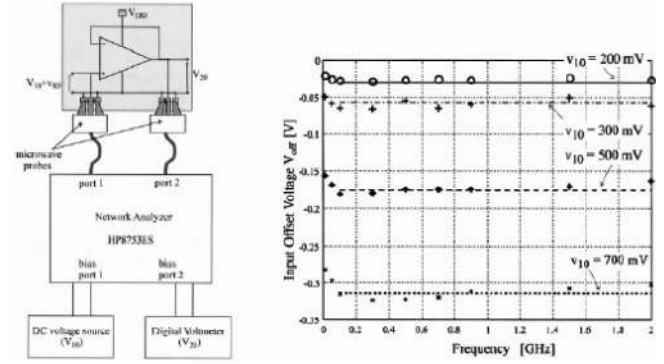 V_DD
V_10+v_RF
V_20
microwave
probes
port 1
port 2
Network Analyzer
HP8753ES
bias
port 1
bias
port 2
DC voltage source
(V_10)
Digital Voltmeter
(V_20)
Input Offset Voltage V_off [V]
0
-0.05
-0.1
-0.15
-0.2
-0.25
-0.3
-0.35
v_10 = 200 mV
v_10 = 300 mV
v_10 = 500 mV
v_10 = 700 mV
0
0.2
0.4
0.6
0.8
1
1.2
1.4
1.6
1.8
2
Frequency [GHz]